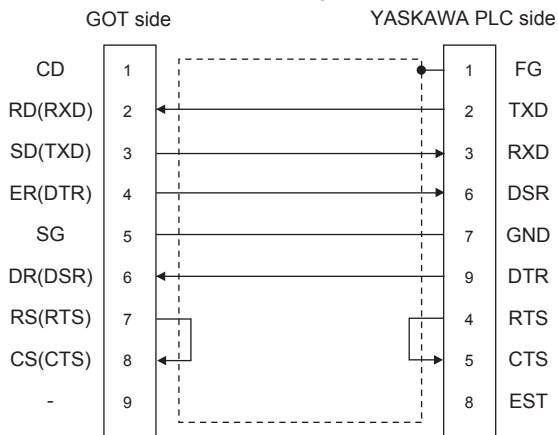 GOT side YASKAWA PLC side
CD 1 1 FG
RD(RXD) 2 2 TXD
SD(TXD) 3 3 RXD
ER(DTR) 4 6 DSR
SG 5 7 GND
DR(DSR) 6 9 DTR
RS(RTS) 7 4 RTS
CS(CTS) 8 5 CTS
- 9 8 EST